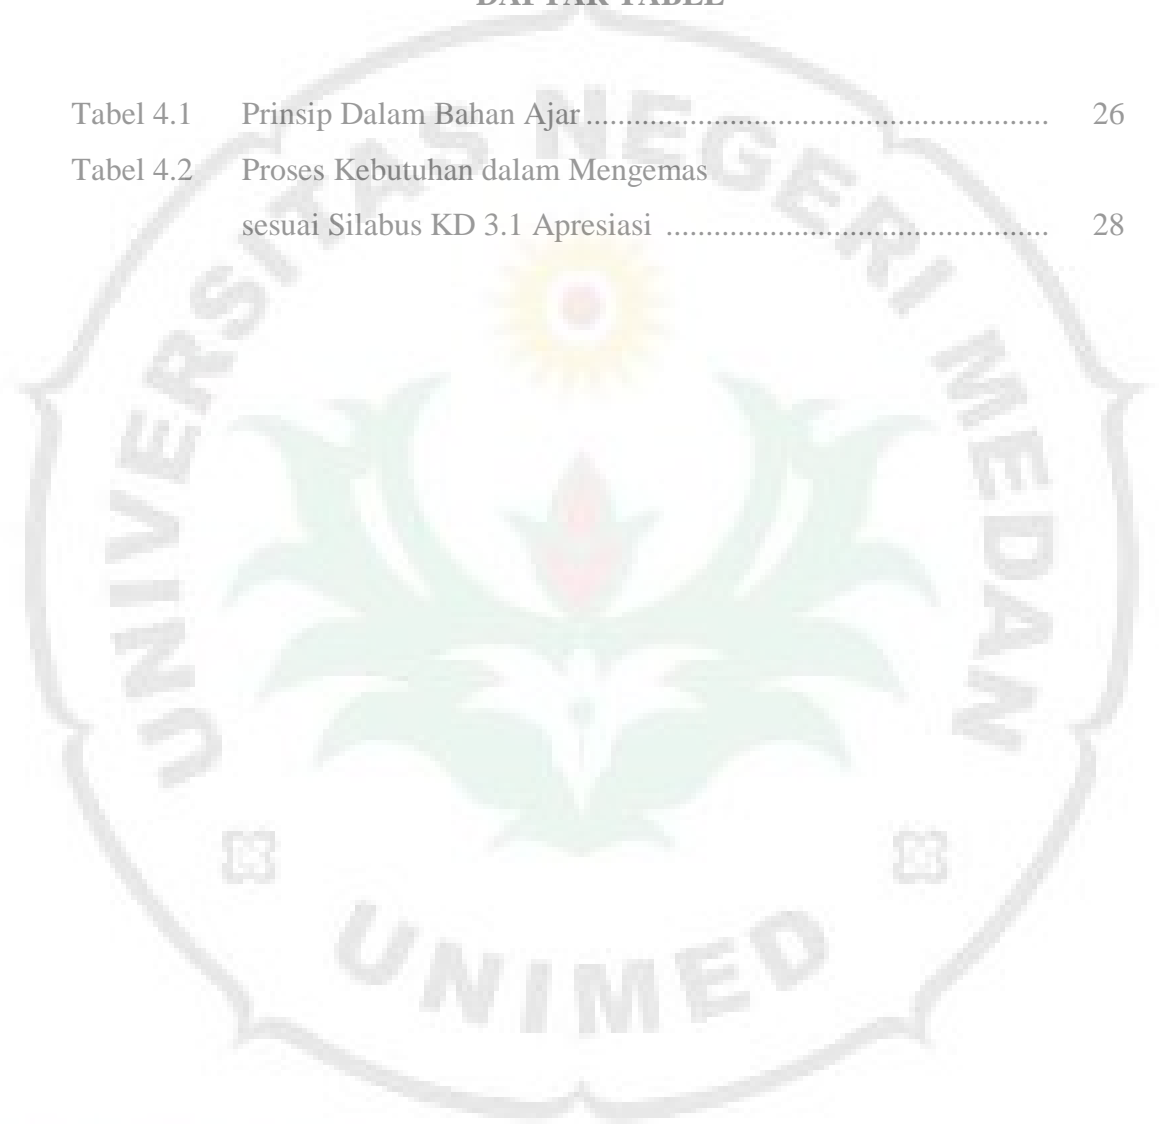 DAFTAR TABEL
Tabel 4.1 Prinsip Dalam Bahan Ajar ........................................................... 26
Tabel 4.2 Proses Kebutuhan dalam Mengemas
sesuai Silabus KD 3.1 Apresiasi ................................................ 28
UNIVERSITAS NEGERI MEDAN
UNIMED